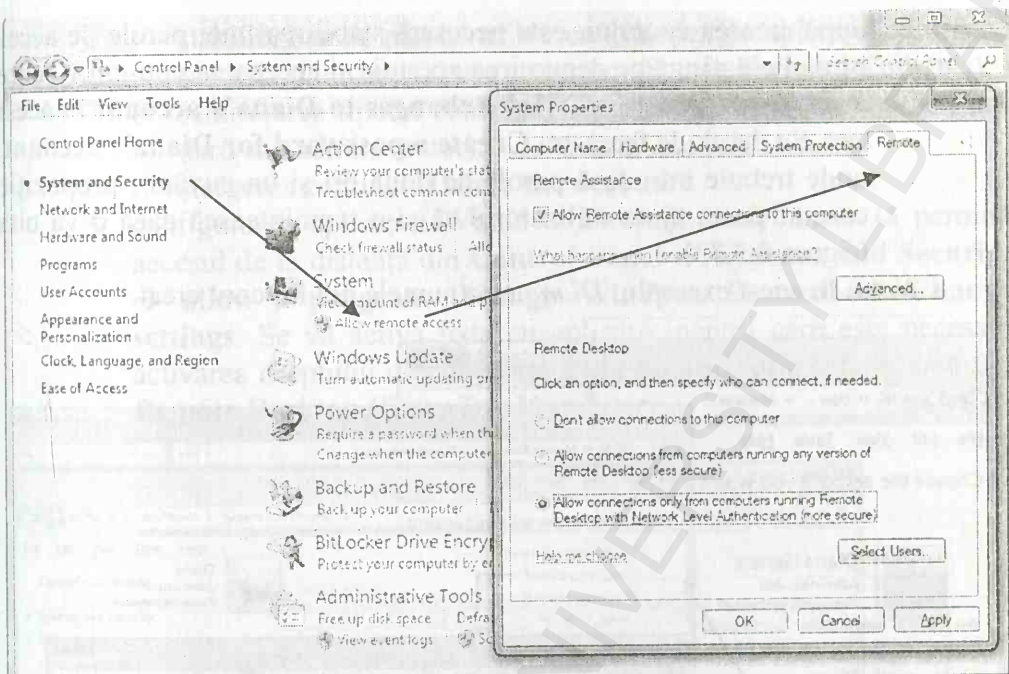 Control Panel ▸ System and Security ▸
Search Control Panel
File Edit View Tools Help
Control Panel Home
System and Security
Network and Internet
Hardware and Sound
Programs
User Accounts
Appearance and
Personalization
Clock, Language, and Region
Ease of Access
Action Center
Review your computer's
Troubleshoot common
Windows Firewall
Check firewall status
System
View amount of RAM and
Allow remote access
Windows Update
Turn automatic updating
Power Options
Require a password when th
Change when the computer
Backup and Restore
Back up your computer
BitLocker Drive Encry
Protect your computer by
Administrative Tools
Free up disk space Defra
View event logs
System Properties
Computer Name Hardware Advanced System Protection Remote
Remote Assistance
Allow Remote Assistance connections to this computer
What happens when I enable Remote Assistance?
Advanced...
Remote Desktop
Click an option, and then specify who can connect, if needed.
Don't allow connections to this computer
Allow connections from computers running any version of
Remote Desktop (less secure)
Allow connections only from computers running Remote
Desktop with Network Level Authentication (more secure)
Help me choose
Select Users...
OK Cancel Apply
UNIVERSITY LIBRARY